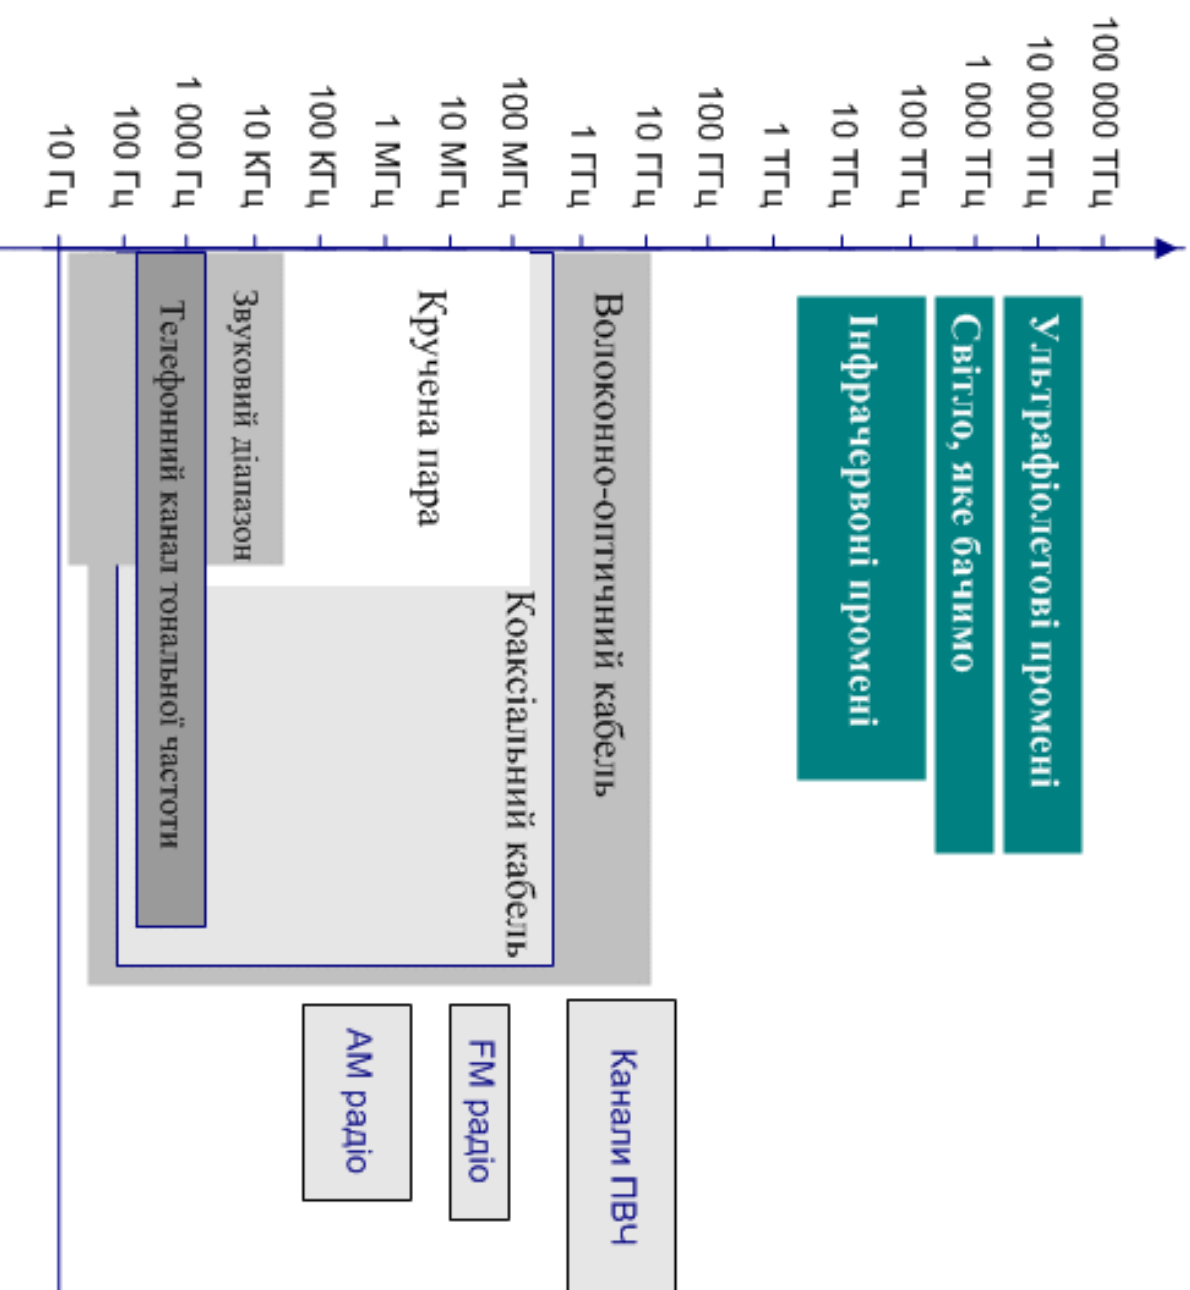 100 000 ТГц
10 000 ТГц
1 000 ТГц
100 ТГц
10 ТГц
1 ТГц
100 ГГц
10 ГГц
1 ГГц
100 МГц
10 МГц
1 МГц
100 КГц
10 КГц
1 000 Гц
100 Гц
10 Гц
Ультрафіолетові промені
Світло, яке бачимо
Інфрачервоні промені
Волоконно-оптичний кабель
Коаксіальний кабель
Кручена пара
Звуковий діапазон
Телефонний канал тональної частоти
Канали ПВЧ
FM радіо
АМ радіо